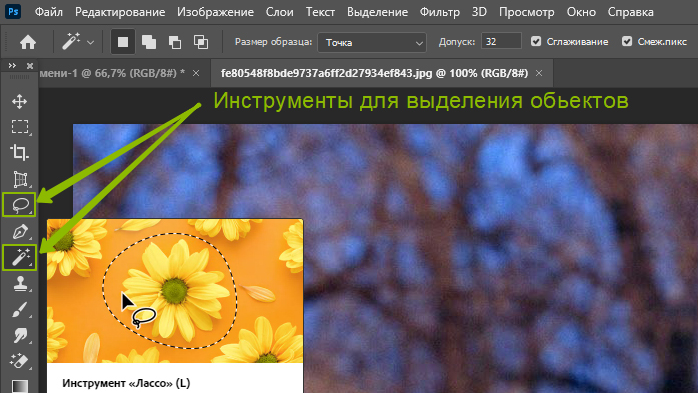 Ps Файл Редактирование Изображение Слои Текст Выделение Фильтр 3D Просмотр Окно Справка
Размер образца: Точка Допуск: 32 Сглаживание Смеж.пикс
мени-1 @ 66,7% (RGB/8#) * × fe80548f8bde9737a6ff2d27934ef843.jpg @ 100% (RGB/8#) ×
Инструменты для выделения обьектов
Инструмент «Лассо» (L)